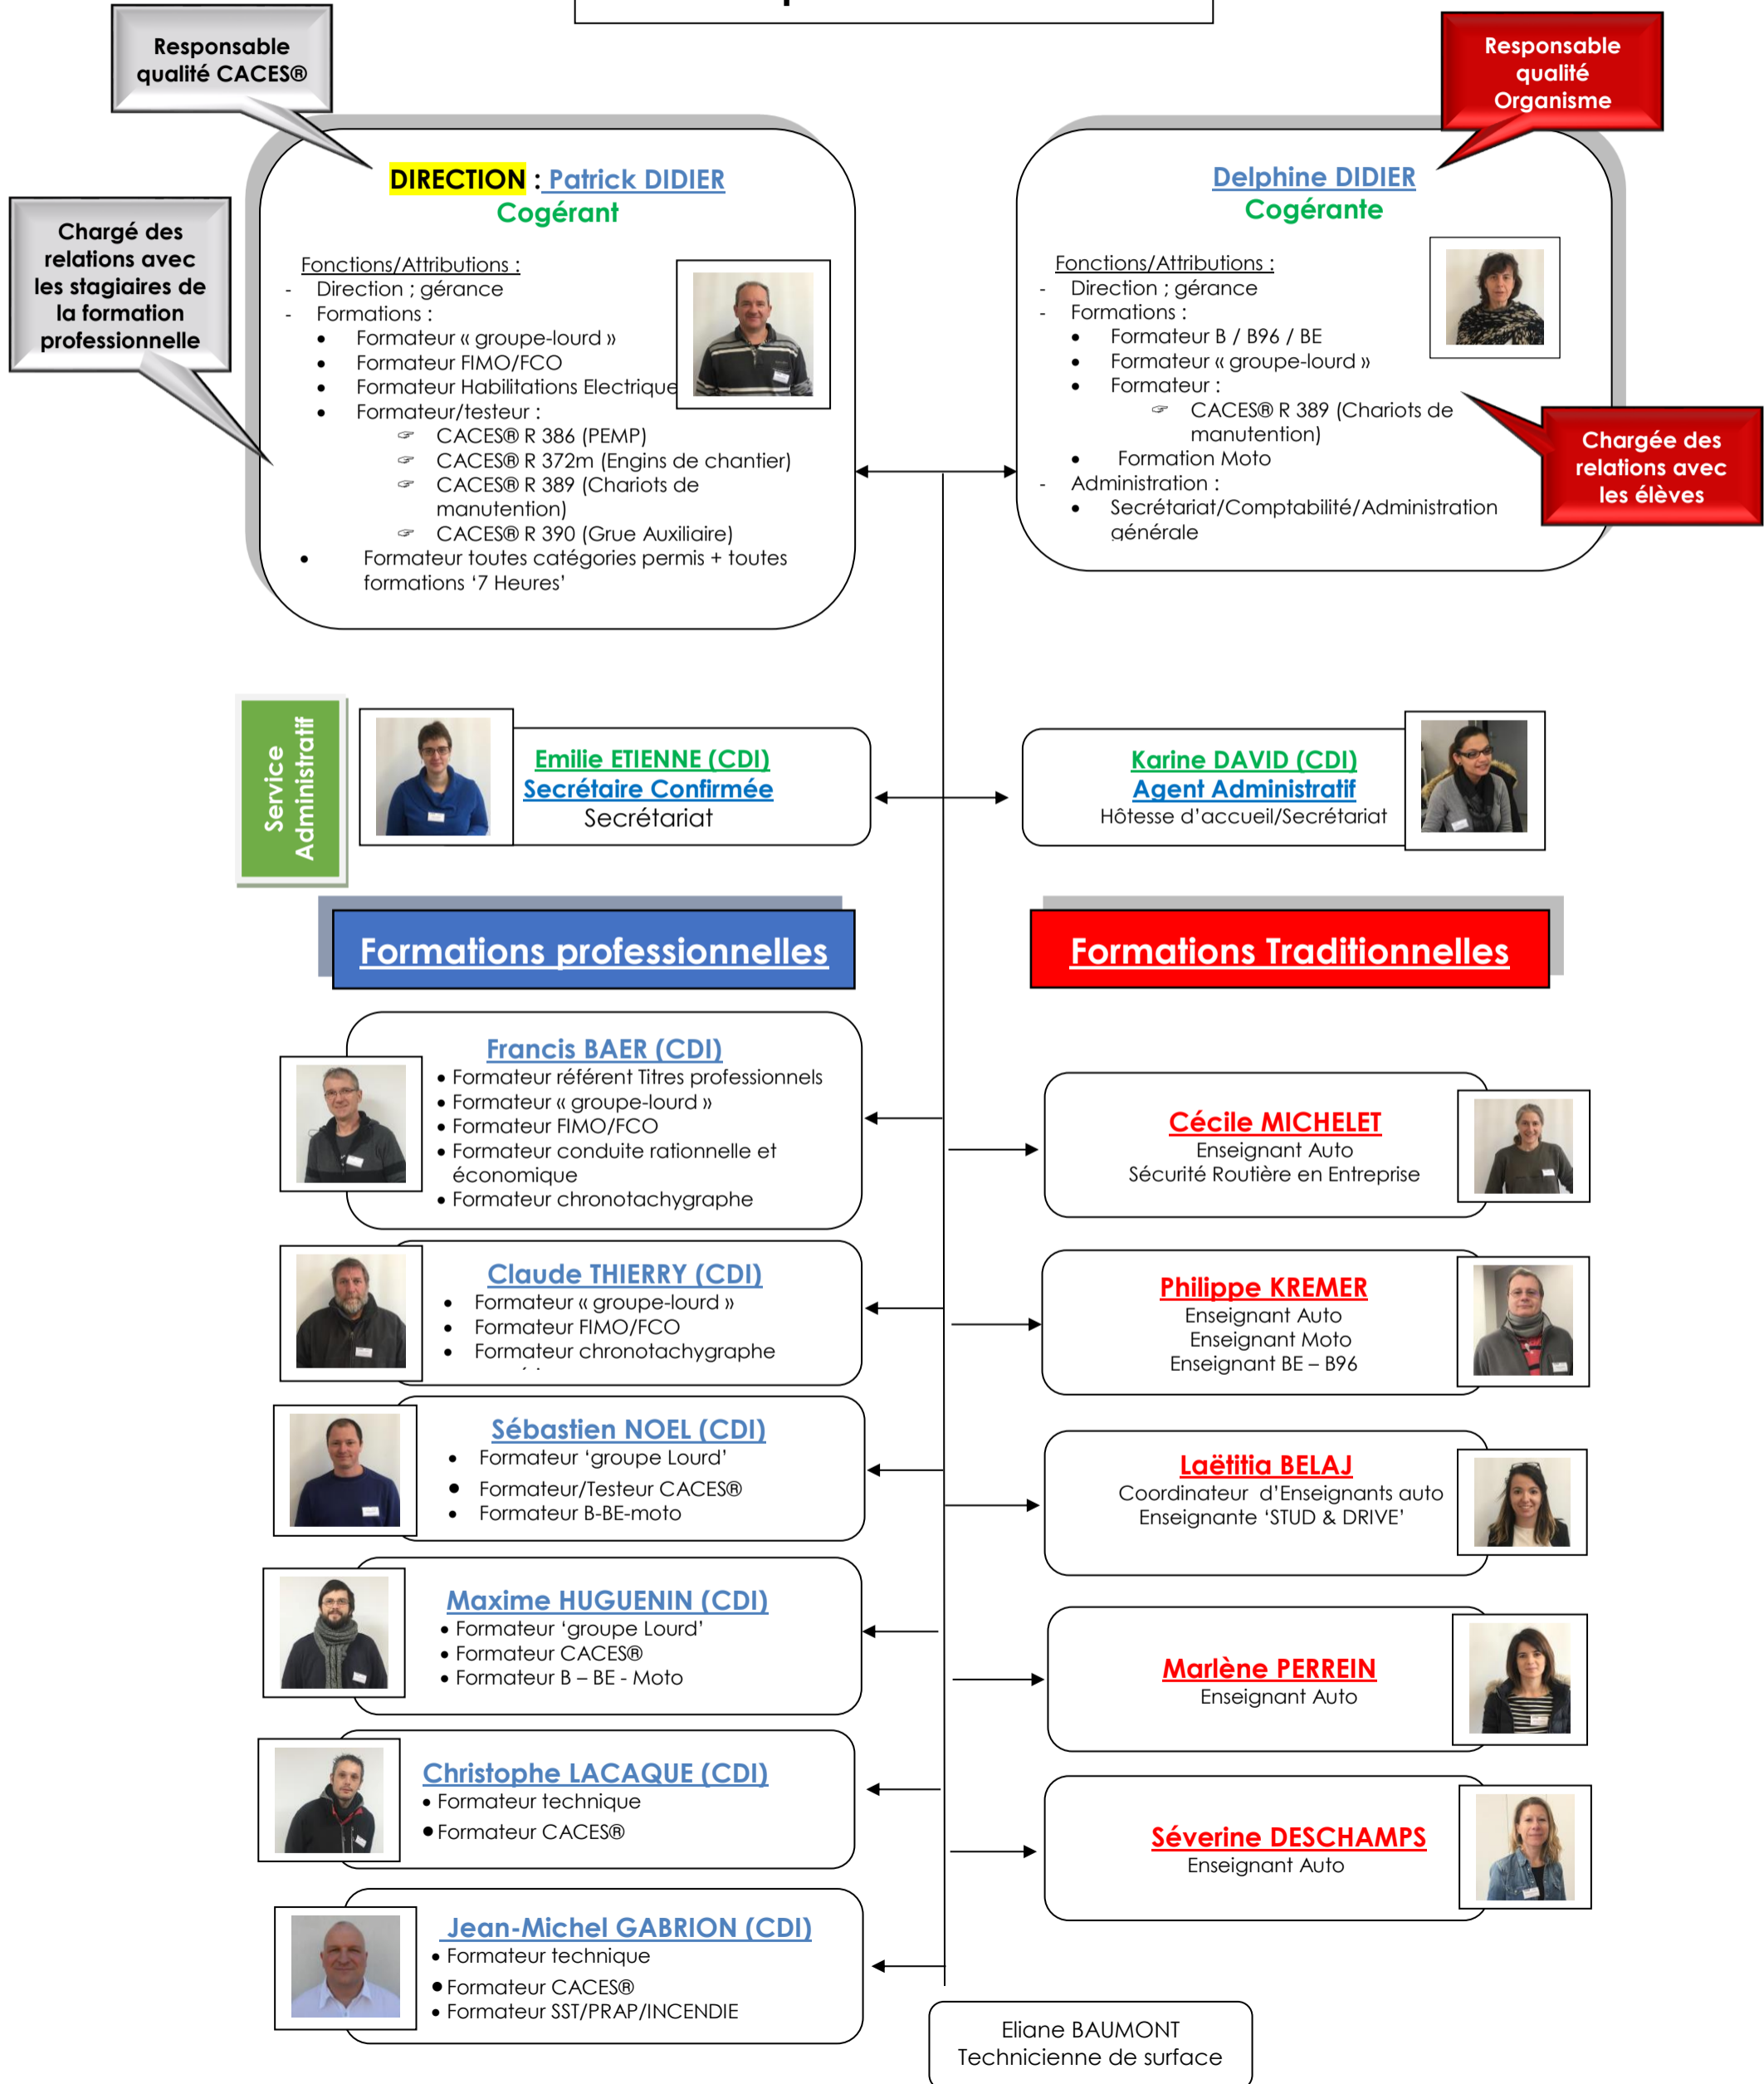 Responsable
qualité CACES®
Responsable
qualité
Organisme
Chargé des
relations avec
les stagiaires de
la formation
professionnelle
DIRECTION : Patrick DIDIER
Cogérant
Fonctions/Attributions :
- Direction ; gérance
- Formations :
• Formateur « groupe-lourd »
• Formateur FIMO/FCO
• Formateur Habilitations Electrique
• Formateur/testeur :
☞ CACES® R 386 (PEMP)
☞ CACES® R 372m (Engins de chantier)
☞ CACES® R 389 (Chariots de
manutention)
☞ CACES® R 390 (Grue Auxiliaire)
• Formateur toutes catégories permis + toutes
formations ‘7 Heures’
Delphine DIDIER
Cogérante
Fonctions/Attributions :
- Direction ; gérance
- Formations :
• Formateur B / B96 / BE
• Formateur « groupe-lourd »
• Formateur :
☞ CACES® R 389 (Chariots de
manutention)
• Formation Moto
- Administration :
• Secrétariat/Comptabilité/Administration
générale
Chargée des
relations avec
les élèves
Service
Administratif
Emilie ETIENNE (CDI)
Secrétaire Confirmée
Secrétariat
Karine DAVID (CDI)
Agent Administratif
Hôtesse d’accueil/Secrétariat
Formations professionnelles
Formations Traditionnelles
Francis BAER (CDI)
• Formateur référent Titres professionnels
• Formateur « groupe-lourd »
• Formateur FIMO/FCO
• Formateur conduite rationnelle et
économique
• Formateur chronotachygraphe
Cécile MICHELET
Enseignant Auto
Sécurité Routière en Entreprise
Claude THIERRY (CDI)
• Formateur « groupe-lourd »
• Formateur FIMO/FCO
• Formateur chronotachygraphe
Philippe KREMER
Enseignant Auto
Enseignant Moto
Enseignant BE – B96
Sébastien NOEL (CDI)
• Formateur ‘groupe Lourd’
• Formateur/Testeur CACES®
• Formateur B-BE-moto
Laëtitia BELAJ
Coordinateur d’Enseignants auto
Enseignante ‘STUD & DRIVE’
Maxime HUGUENIN (CDI)
• Formateur ‘groupe Lourd’
• Formateur CACES®
• Formateur B – BE - Moto
Marlène PERREIN
Enseignant Auto
Christophe LACAQUE (CDI)
• Formateur technique
• Formateur CACES®
Séverine DESCHAMPS
Enseignant Auto
Jean-Michel GABRION (CDI)
• Formateur technique
• Formateur CACES®
• Formateur SST/PRAP/INCENDIE
Eliane BAUMONT
Technicienne de surface